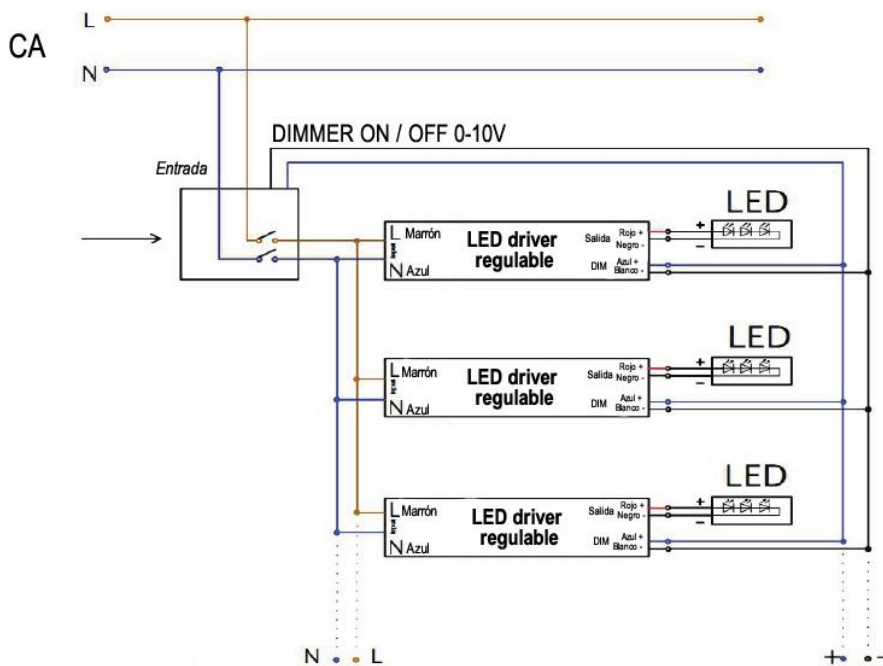 L
CA
N
DIMMER ON / OFF 0-10V
Entrada
LED
L Marrón
LED driver
regulable
N Azul
Salida
Rojo +
Negro -
DIM
Azul +
Blanco -
+
−
LED
L Marrón
LED driver
regulable
N Azul
Salida
Rojo +
Negro -
DIM
Azul +
Blanco -
+
−
LED
L Marrón
LED driver
regulable
N Azul
Salida
Rojo +
Negro -
DIM
Azul +
Blanco -
+
−
N L
+ -